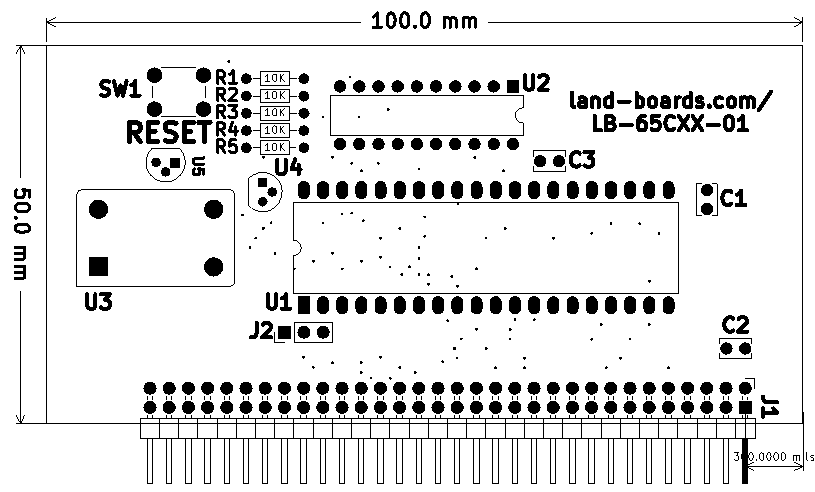 100.0 mm
SW1
RESET
R1 10K
R2 10K
R3 10K
R4 10K
R5 10K
U2
land-boards.com/
LB-65CXX-01
U5
U4
C3
C1
50.0 mm
U3
U1
J2
C2
J1
300.0000 mils